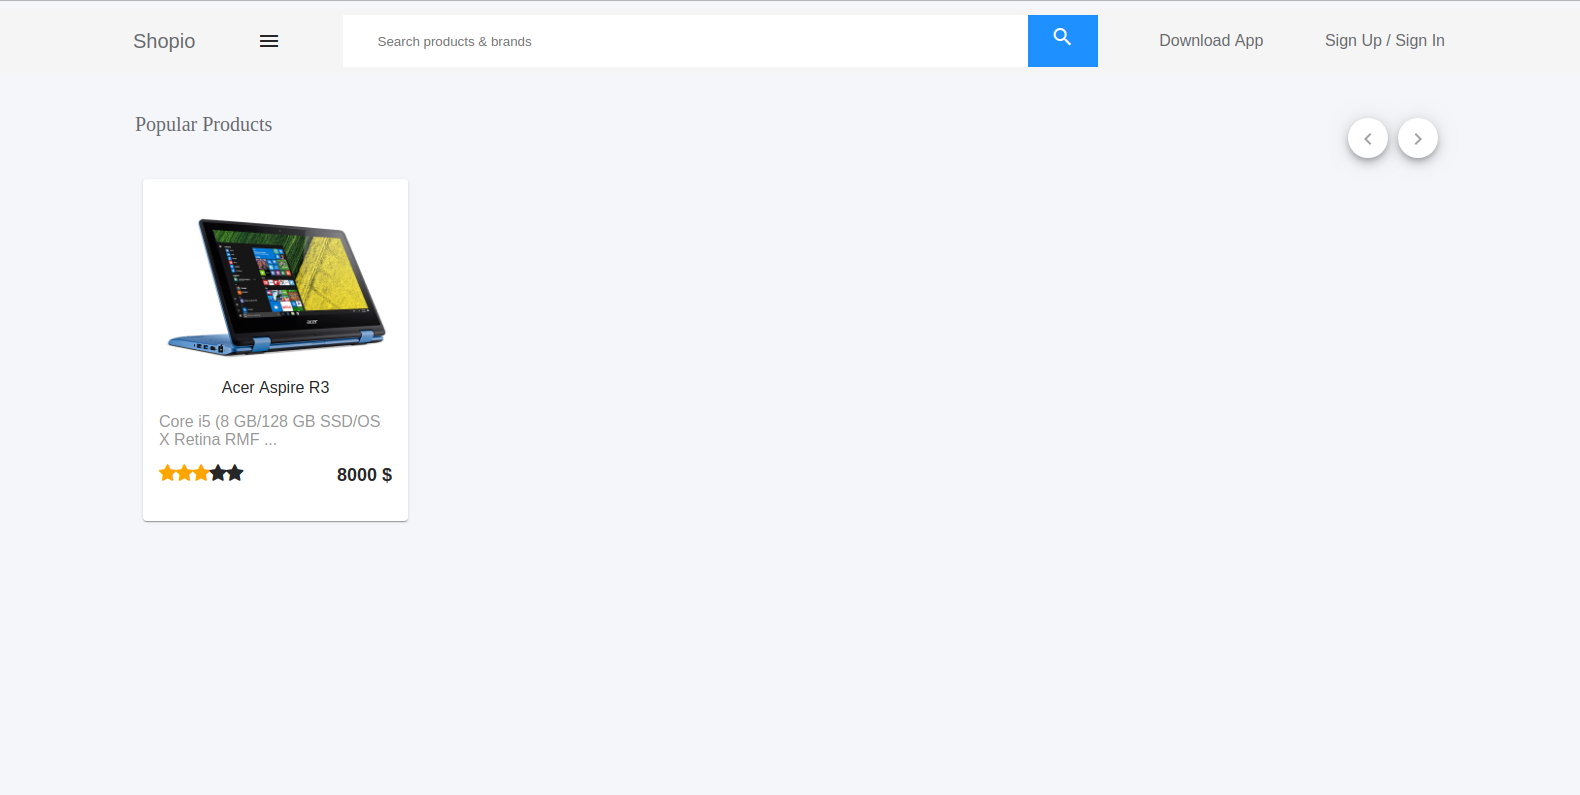 Shopio
Search products & brands
Download App
Sign Up / Sign In
Popular Products
acer
Acer Aspire R3
Core i5 (8 GB/128 GB SSD/OS
X Retina RMF ...
8000 $